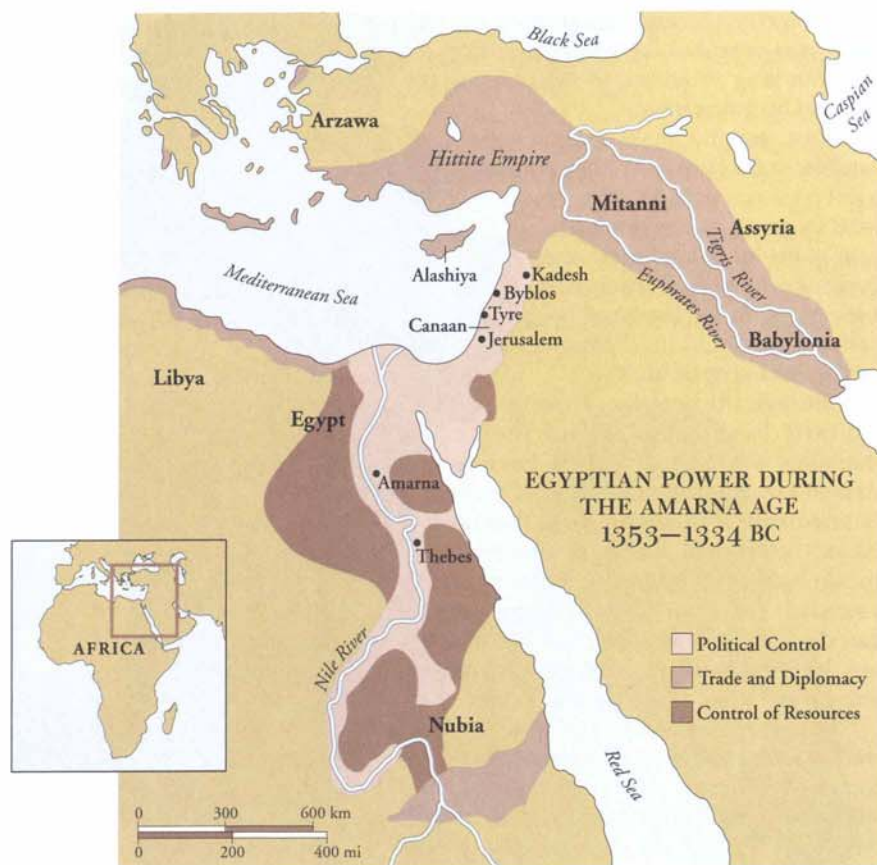 Black Sea
Caspian
Sea
Arzawa
Hittite Empire
Mitanni
Assyria
Tigris River
Alashiya
Kadesh
Mediterranean Sea
Byblos
Euphrates River
Tyre
Canaan
Babylonia
Jerusalem
Libya
Egypt
Amarna
EGYPTIAN POWER DURING
THE AMARNA AGE
1353–1334 BC
Thebes
AFRICA
Political Control
Nile River
Trade and Diplomacy
Nubia
Control of Resources
Red Sea
0 300 600 km
0 200 400 mi